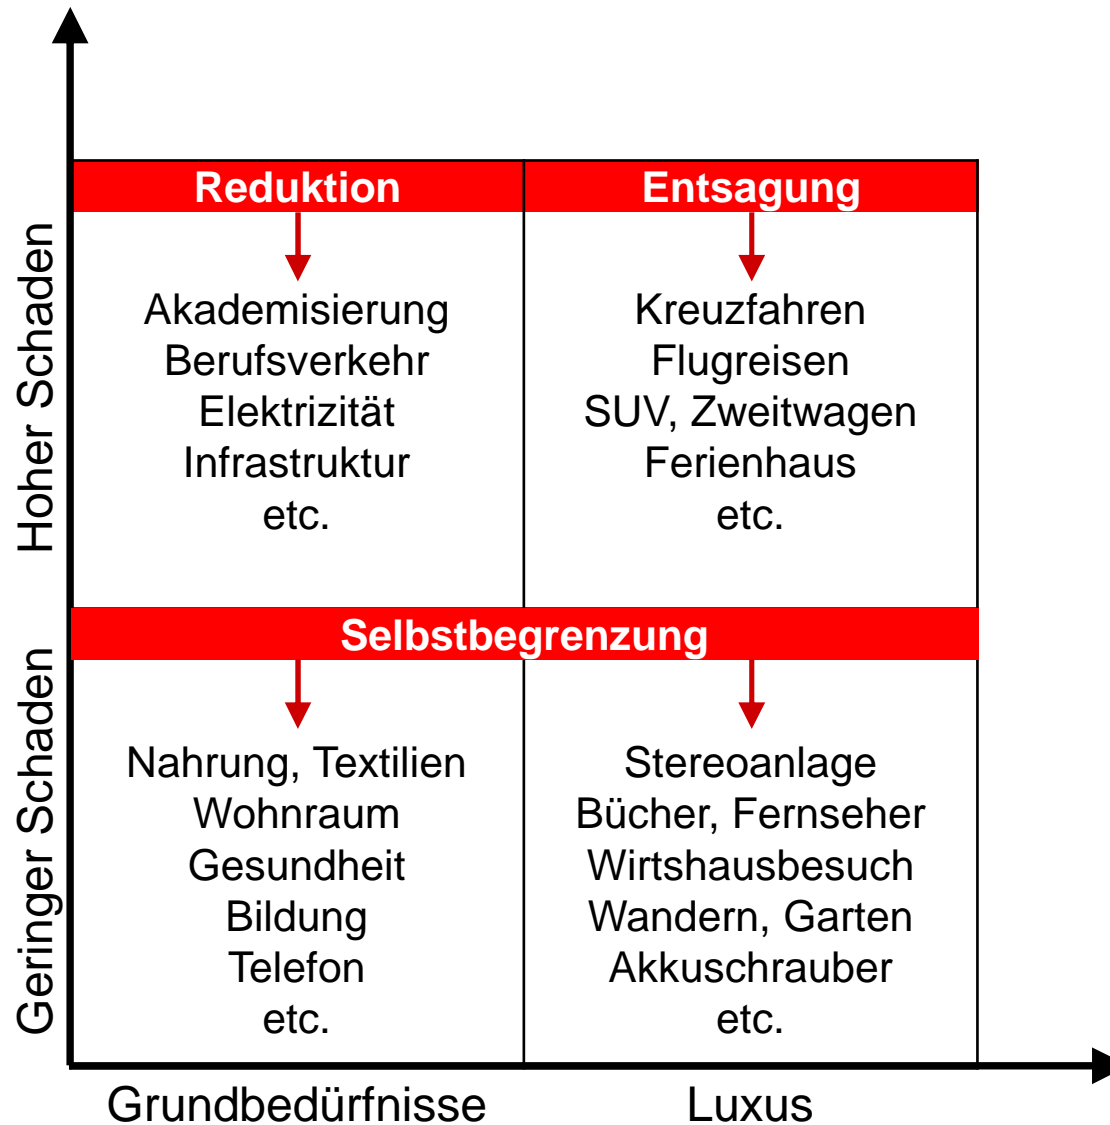 Hoher Schaden
Reduktion
Akademisierung
Berufsverkehr
Elektrizität
Infrastruktur
etc.
Entsagung
Kreuzfahren
Flugreisen
SUV, Zweitwagen
Ferienhaus
etc.
Geringer Schaden
Selbstbegrenzung
Nahrung, Textilien
Wohnraum
Gesundheit
Bildung
Telefon
etc.
Stereoanlage
Bücher, Fernseher
Wirtshausbesuch
Wandern, Garten
Akkuschrauber
etc.
Grundbedürfnisse
Luxus